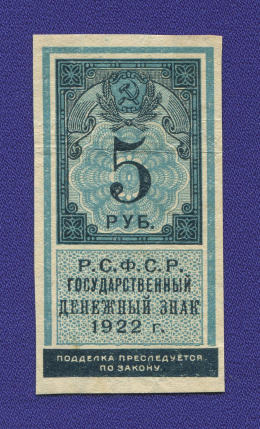 5
РУБ.
Р.С.Ф.С.Р.
ГОСУДАРСТВЕННЫЙ
ДЕНЕЖНЫЙ ЗНАК
1922 г.
ПОДДЕЛКА ПРЕСЛЕДУЕТСЯ
ПО ЗАКОНУ.